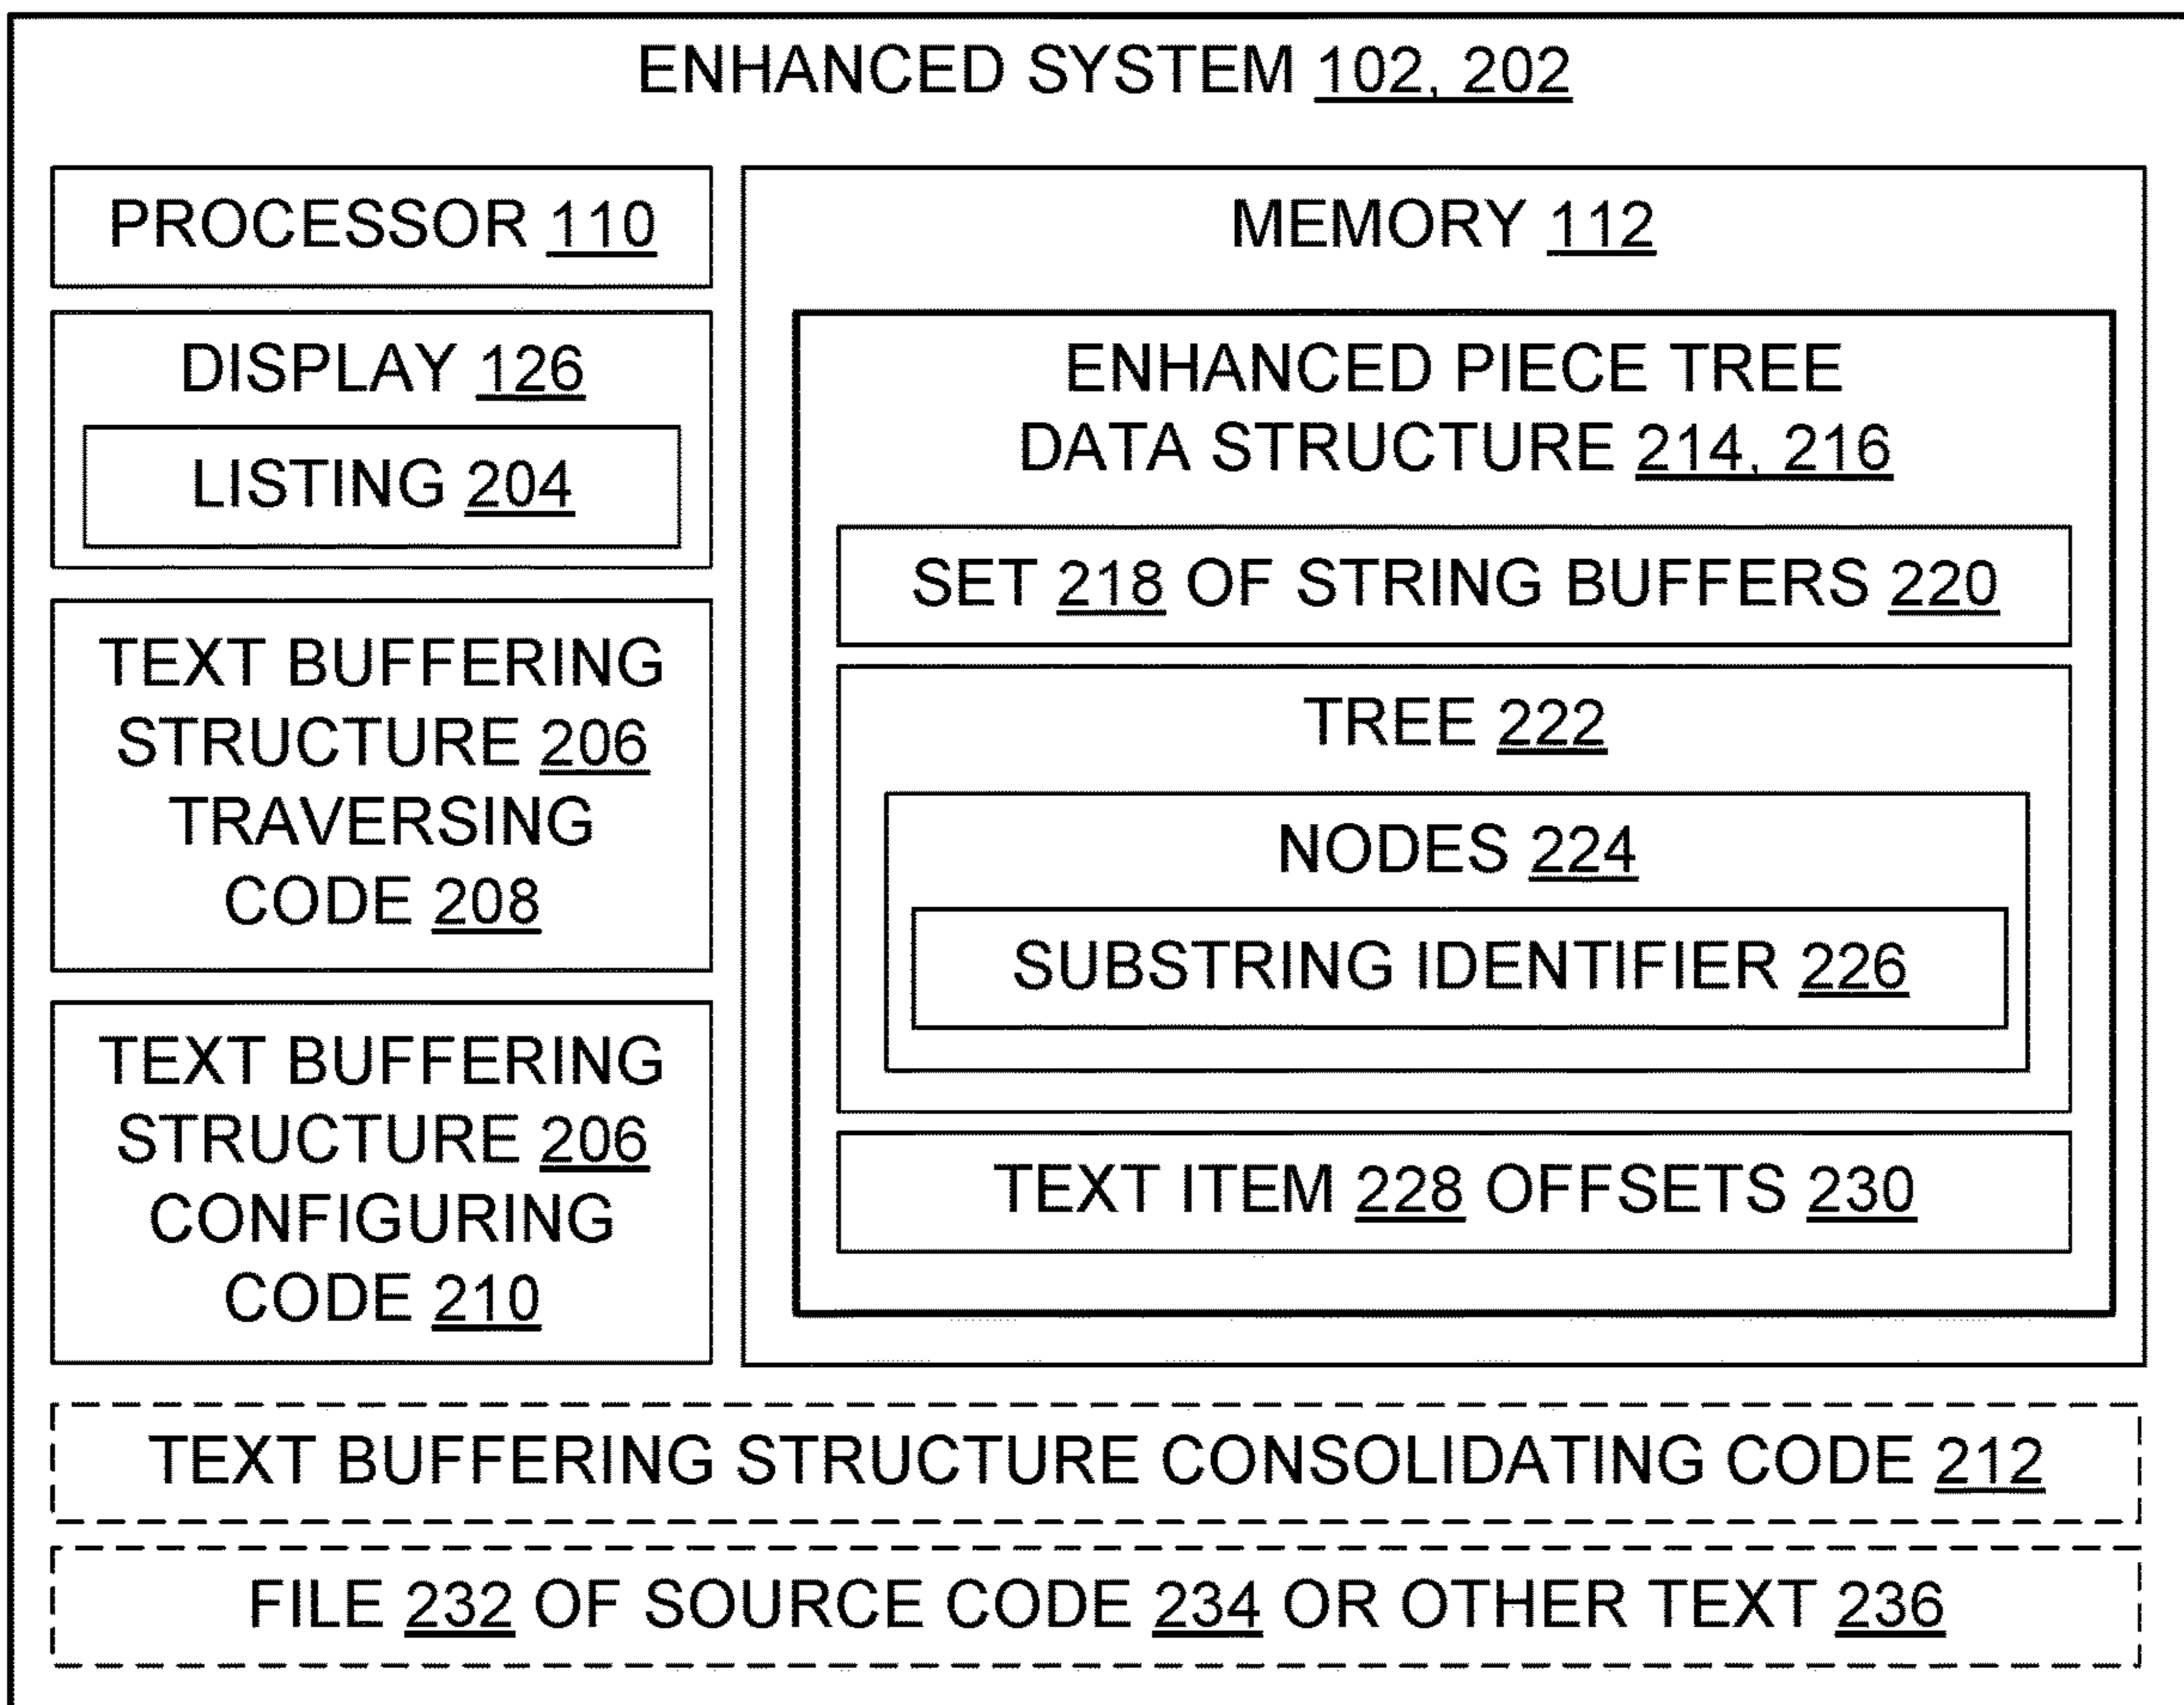 ENHANCED SYSTEM 102, 202
PROCESSOR 110
DISPLAY 126
LISTING 204
TEXT BUFFERING
STRUCTURE 206
TRAVERSING
CODE 208
TEXT BUFFERING
STRUCTURE 206
CONFIGURING
CODE 210
MEMORY 112
ENHANCED PIECE TREE
DATA STRUCTURE 214, 216
SET 218 OF STRING BUFFERS 220
TREE 222
NODES 224
SUBSTRING IDENTIFIER 226
TEXT ITEM 228 OFFSETS 230
TEXT BUFFERING STRUCTURE CONSOLIDATING CODE 212
FILE 232 OF SOURCE CODE 234 OR OTHER TEXT 236